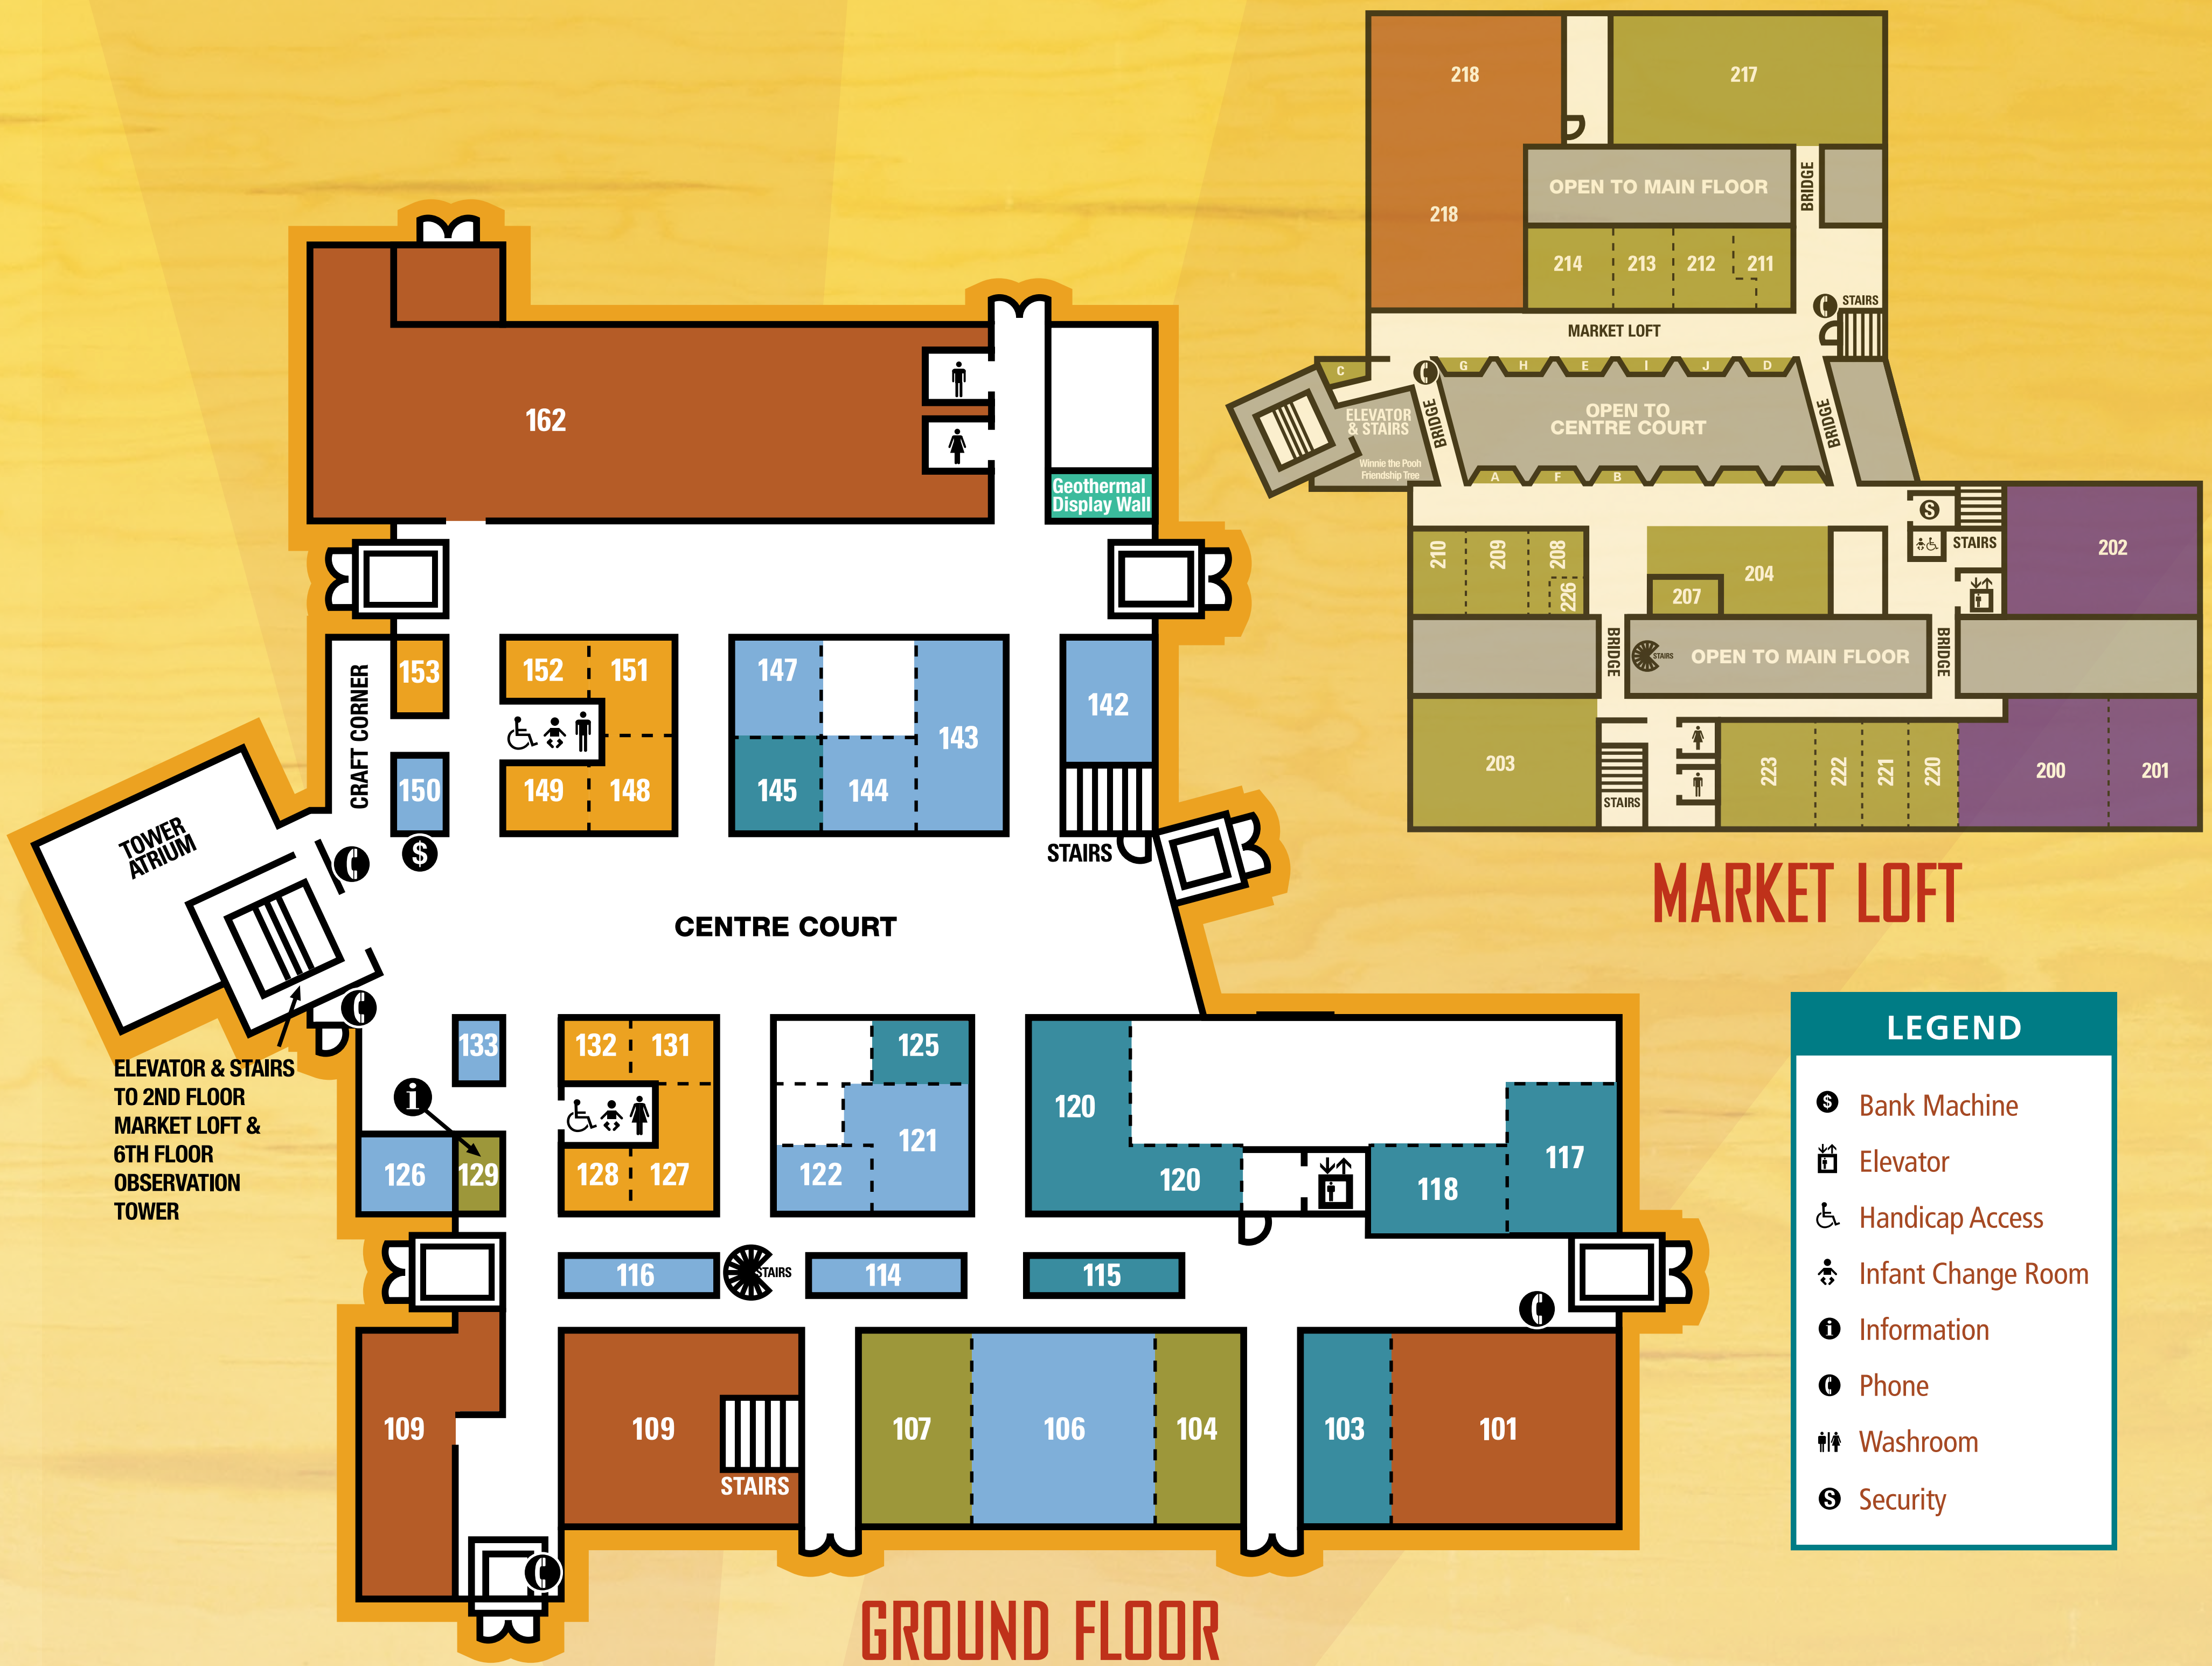 218
217
218
OPEN TO MAIN FLOOR
BRIDGE
214
213
212
211
STAIRS
MARKET LOFT
C
G
H
E
I
J
D
ELEVATOR
& STAIRS
BRIDGE
OPEN TO
CENTRE COURT
BRIDGE
Winnie the Pooh
Friendship Tree
A
F
B
S
STAIRS
210
209
208
226
204
207
202
BRIDGE
STAIRS
OPEN TO MAIN FLOOR
BRIDGE
203
STAIRS
223
222
221
220
200
201
MARKET LOFT
162
Geothermal
Display Wall
CRAFT CORNER
153
152
151
147
143
142
150
149
148
145
144
$
STAIRS
TOWER
ATRIUM
CENTRE COURT
ELEVATOR & STAIRS
TO 2ND FLOOR
MARKET LOFT &
6TH FLOOR
OBSERVATION
TOWER
133
132
131
125
i
120
121
117
126
129
128
127
122
120
118
116
STAIRS
114
115
109
109
STAIRS
107
106
104
103
101
GROUND FLOOR
LEGEND
$ Bank Machine
Elevator
Handicap Access
Infant Change Room
i Information
Phone
Washroom
S Security